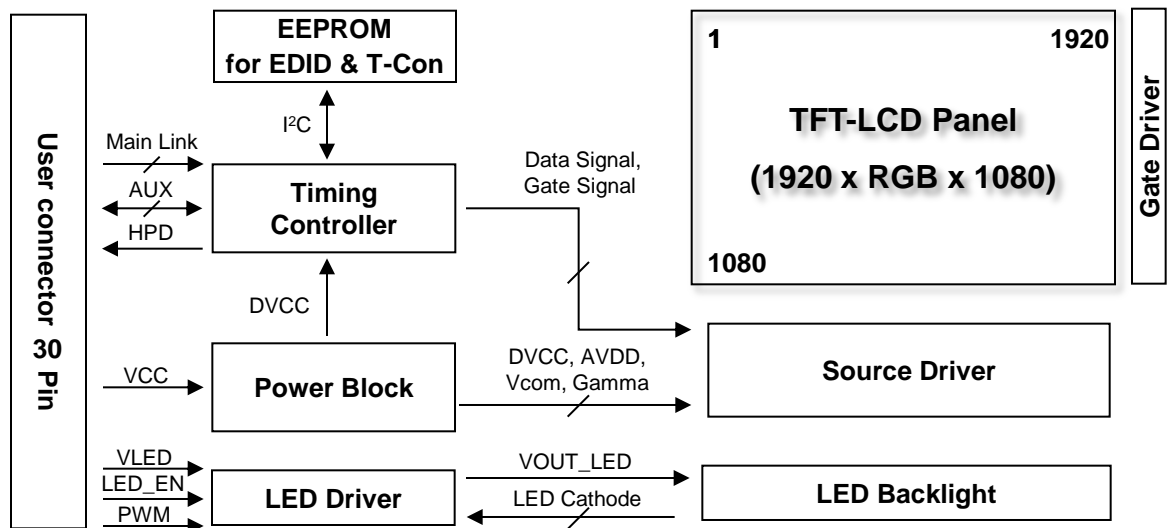 EEPROM
for EDID & T-Con
1
1920
TFT-LCD Panel
(1920 x RGB x 1080)
1080
Gate Driver
User connector 30 Pin
I²C
Main Link
AUX
HPD
Timing
Controller
Data Signal,
Gate Signal
DVCC
VCC
Power Block
DVCC, AVDD,
Vcom, Gamma
Source Driver
VLED
LED_EN
PWM
LED Driver
VOUT_LED
LED Cathode
LED Backlight